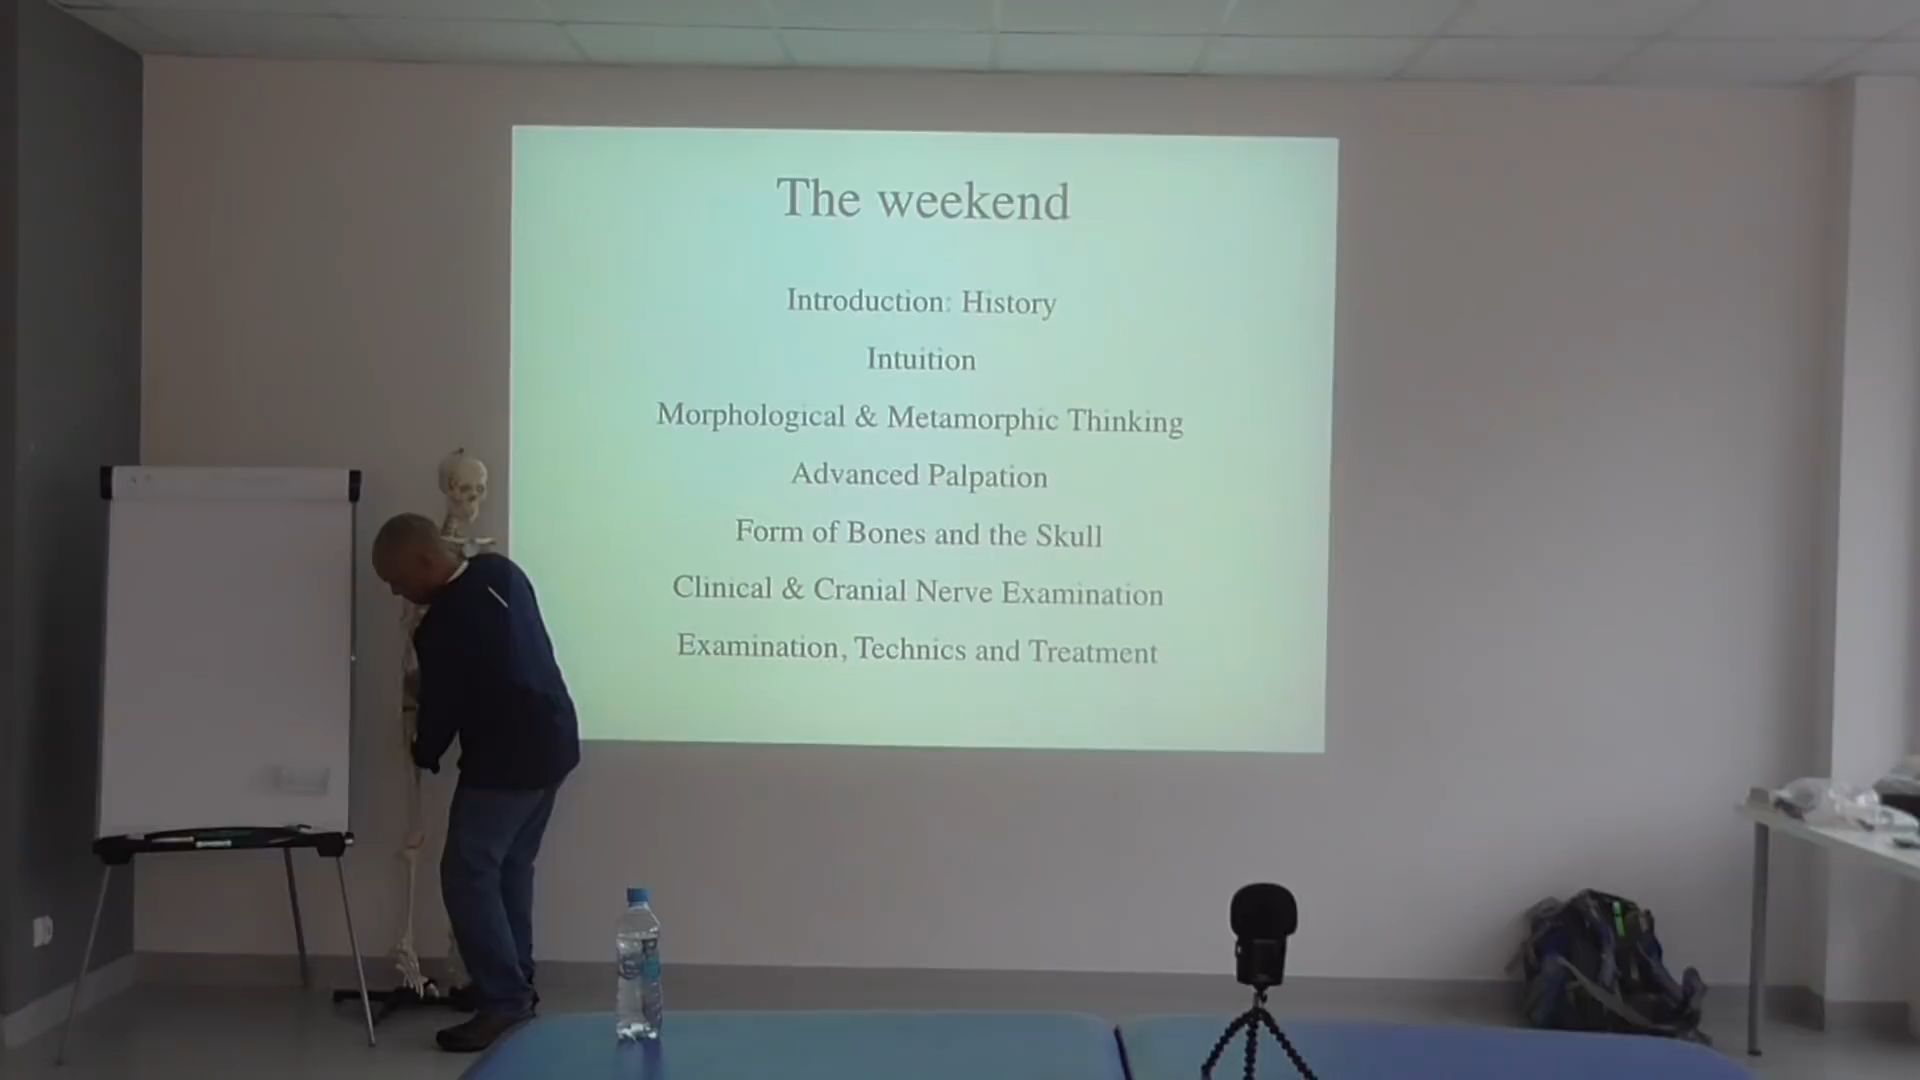 The weekend
Introduction: History
Intuition
Morphological & Metamorphic Thinking
Advanced Palpation
Form of Bones and the Skull
Clinical & Cranial Nerve Examination
Examination, Technics and Treatment